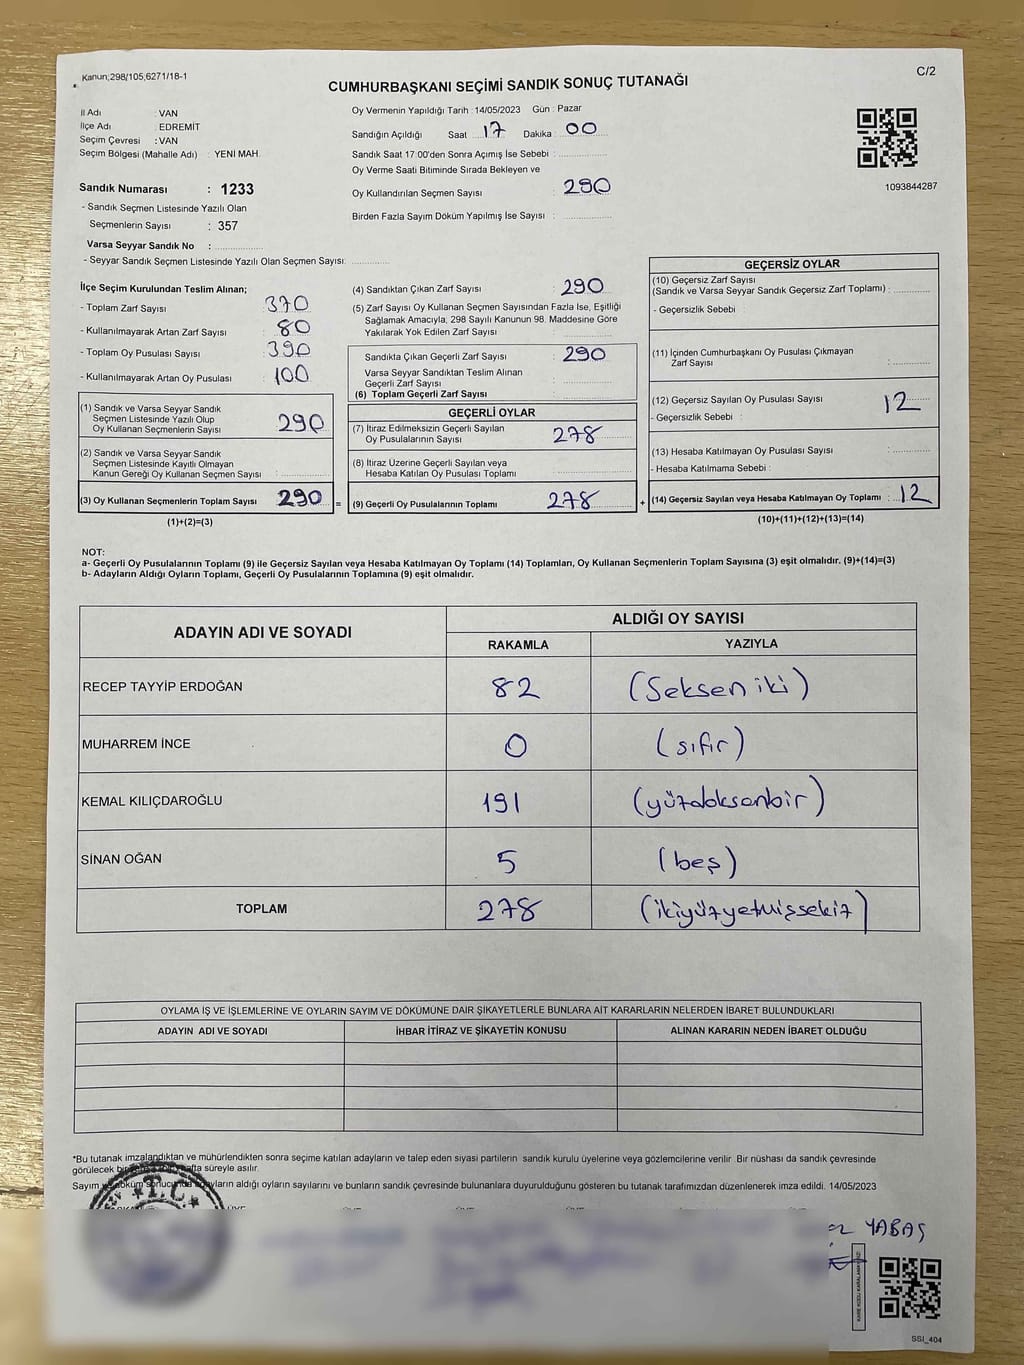 Kanun;298/105,6271/18-1
C/2
CUMHURBAŞKANI SEÇİMİ SANDIK SONUÇ TUTANAĞI
İl Adı : VAN
İlçe Adı : EDREMİT
Seçim Çevresi : VAN
Seçim Bölgesi (Mahalle Adı) : YENİ MAH.
Oy Vermenin Yapıldığı Tarih : 14/05/2023 Gün : Pazar
Sandığın Açıldığı Saat : 17 Dakika : 00
Sandık Saat 17:00'den Sonra Açımış İse Sebebi :
Oy Verme Saati Bitiminde Sırada Bekleyen ve
Oy Kullandırılan Seçmen Sayısı : 290
Birden Fazla Sayım Döküm Yapılmış İse Sayısı :
1093844287
Sandık Numarası : 1233
- Sandık Seçmen Listesinde Yazılı Olan
Seçmenlerin Sayısı : 357
Varsa Seyyar Sandık No :
- Seyyar Sandık Seçmen Listesinde Yazılı Olan Seçmen Sayısı:
İlçe Seçim Kurulundan Teslim Alınan;
- Toplam Zarf Sayısı : 370
- Kullanılmayarak Artan Zarf Sayısı : 80
- Toplam Oy Pusulası Sayısı : 390
- Kullanılmayarak Artan Oy Pusulası : 100
(1) Sandık ve Varsa Seyyar Sandık
Seçmen Listesinde Yazılı Olup
Oy Kullanan Seçmenlerin Sayısı : 290
(2) Sandık ve Varsa Seyyar Sandık
Seçmen Listesinde Kayıtlı Olmayan
Kanun Gereği Oy Kullanan Seçmen Sayısı :
(3) Oy Kullanan Seçmenlerin Toplam Sayısı : 290 =
(1)+(2)=(3)
(4) Sandıktan Çıkan Zarf Sayısı : 290
(5) Zarf Sayısı Oy Kullanan Seçmen Sayısından Fazla İse, Eşitliği
Sağlamak Amacıyla, 298 Sayılı Kanunun 98. Maddesine Göre
Yakılarak Yok Edilen Zarf Sayısı :
Sandıkta Çıkan Geçerli Zarf Sayısı : 290
Varsa Seyyar Sandıktan Teslim Alınan
Geçerli Zarf Sayısı :
(6) Toplam Geçerli Zarf Sayısı :
GEÇERLİ OYLAR
(7) İtiraz Edilmeksizin Geçerli Sayılan
Oy Pusulalarının Sayısı : 278
(8) İtiraz Üzerine Geçerli Sayılan veya
Hesaba Katılan Oy Pusulası Toplamı :
(9) Geçerli Oy Pusulalarının Toplamı : 278 +
GEÇERSİZ OYLAR
(10) Geçersiz Zarf Sayısı
(Sandık ve Varsa Seyyar Sandık Geçersiz Zarf Toplamı) :
- Geçersizlik Sebebi :
(11) İçinden Cumhurbaşkanı Oy Pusulası Çıkmayan
Zarf Sayısı :
(12) Geçersiz Sayılan Oy Pusulası Sayısı : 12
- Geçersizlik Sebebi :
(13) Hesaba Katılmayan Oy Pusulası Sayısı :
- Hesaba Katılmama Sebebi :
(14) Geçersiz Sayılan veya Hesaba Katılmayan Oy Toplamı : 12
(10)+(11)+(12)+(13)=(14)
NOT:
a- Geçerli Oy Pusulalarının Toplamı (9) ile Geçersiz Sayılan veya Hesaba Katılmayan Oy Toplamı (14) Toplamları, Oy Kullanan Seçmenlerin Toplam Sayısına (3) eşit olmalıdır. (9)+(14)=(3)
b- Adayların Aldığı Oyların Toplamı, Geçerli Oy Pusulalarının Toplamına (9) eşit olmalıdır.
ADAYIN ADI VE SOYADI
ALDIĞI OY SAYISI
RAKAMLA YAZIYLA
RECEP TAYYİP ERDOĞAN 82 (Seksen iki)
MUHARREM İNCE 0 (sıfır)
KEMAL KILIÇDAROĞLU 191 (yüzdoksanbir)
SİNAN OĞAN 5 (beş)
TOPLAM 278 (ikiyüzyetmişsekiz)
OYLAMA İŞ VE İŞLEMLERİNE VE OYLARIN SAYIM VE DÖKÜMÜNE DAİR ŞİKAYETLERLE BUNLARA AİT KARARLARIN NELERDEN İBARET BULUNDUKLARI
ADAYIN ADI VE SOYADI İHBAR İTİRAZ VE ŞİKAYETİN KONUSU ALINAN KARARIN NEDEN İBARET OLDUĞU
*Bu tutanak imzalandıktan ve mühürlendikten sonra seçime katılan adayların ve talep eden siyasi partilerin sandık kurulu üyelerine veya gözlemcilerine verilir. Bir nüshası da sandık çevresinde
görülecek bir süreyle asılır.
Sayım ve döküm sonucunda adayların aldığı oyların sayılarını ve bunların sandık çevresinde bulunanlara duyurulduğunu gösteren bu tutanak tarafımızdan düzenlenerek imza edildi. 14/05/2023
T.C.
YABAŞ
SSI_404